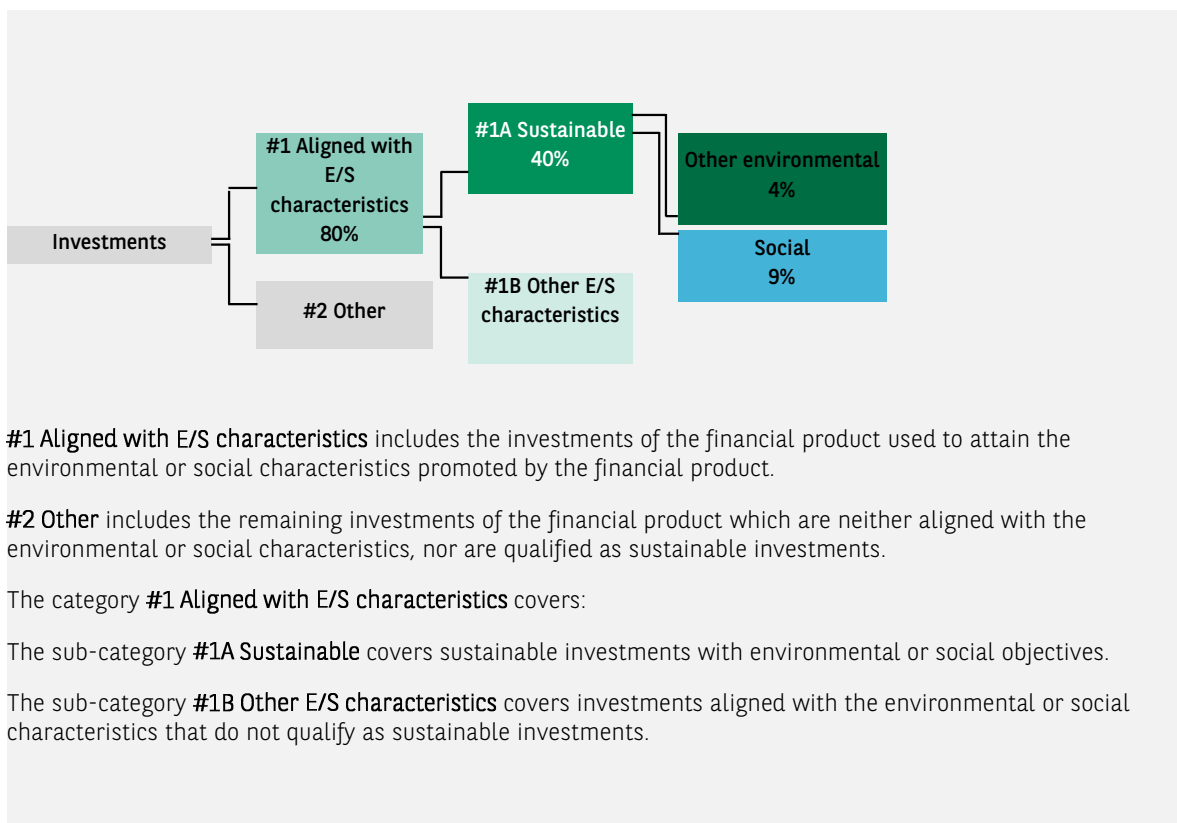 #1A Sustainable
40%
#1 Aligned with
E/S
characteristics
80%
Other environmental
4%
Investments
Social
9%
#1B Other E/S
characteristics
#2 Other
#1 Aligned with E/S characteristics includes the investments of the financial product used to attain the
environmental or social characteristics promoted by the financial product.
#2 Other includes the remaining investments of the financial product which are neither aligned with the
environmental or social characteristics, nor are qualified as sustainable investments.
The category #1 Aligned with E/S characteristics covers:
The sub-category #1A Sustainable covers sustainable investments with environmental or social objectives.
The sub-category #1B Other E/S characteristics covers investments aligned with the environmental or social
characteristics that do not qualify as sustainable investments.